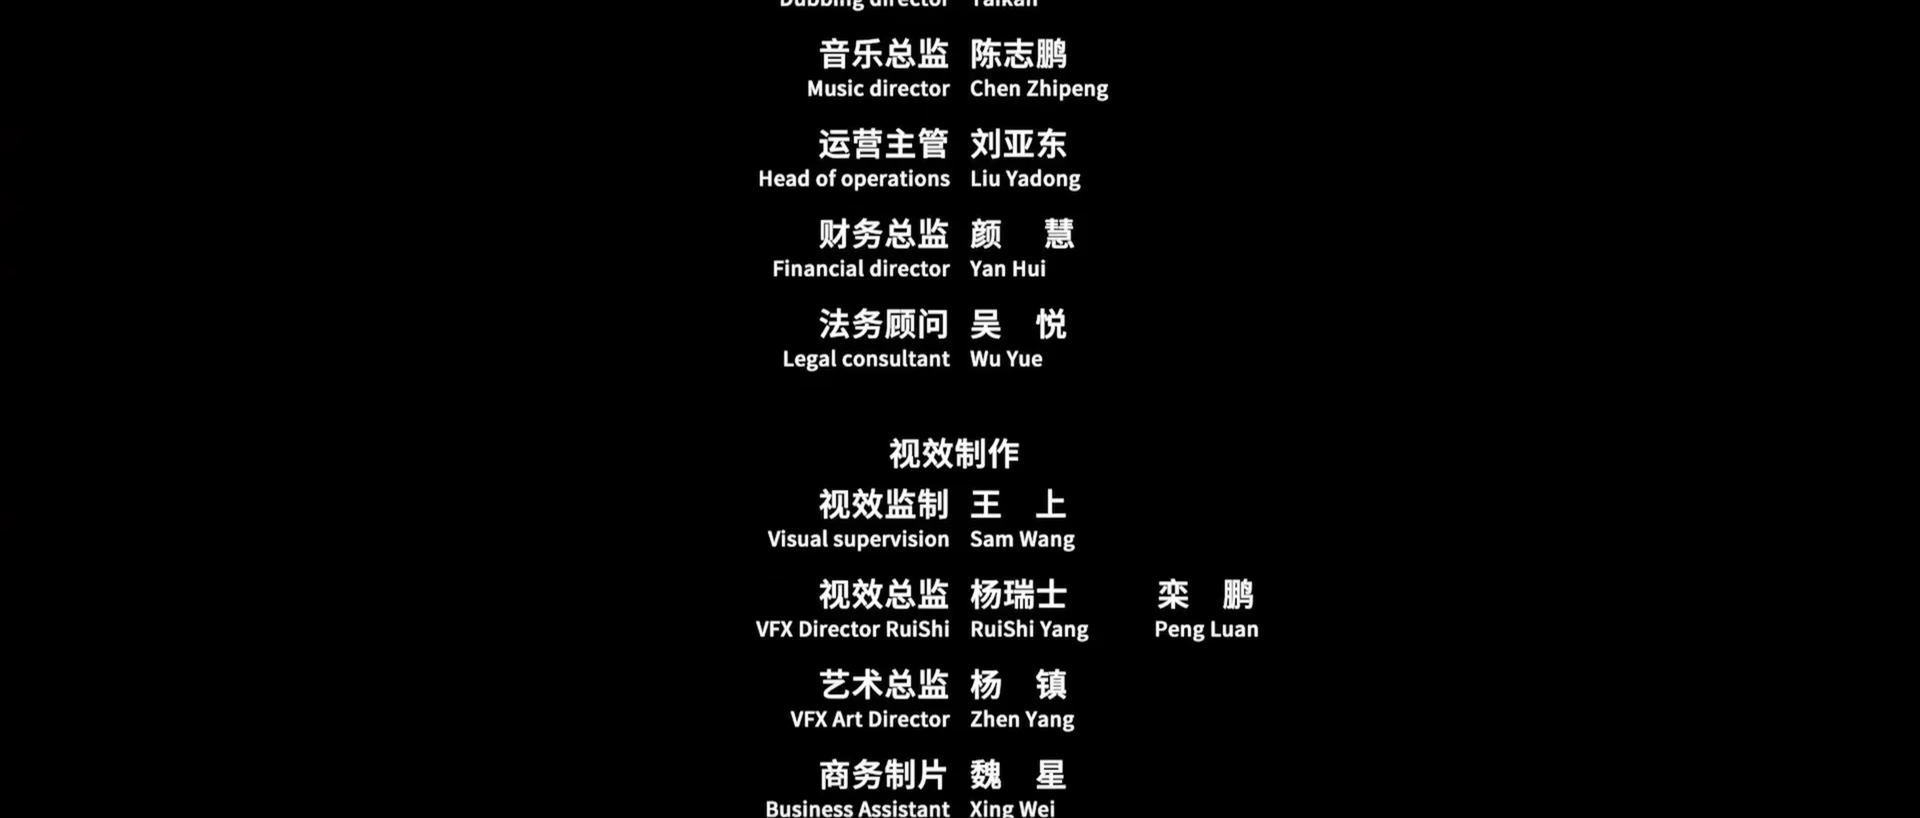 Dubbing director Taikan
音乐总监 陈志鹏
Music director Chen Zhipeng
运营主管 刘亚东
Head of operations Liu Yadong
财务总监 颜 慧
Financial director Yan Hui
法务顾问 吴 悦
Legal consultant Wu Yue
视效制作
视效监制 王 上
Visual supervision Sam Wang
视效总监 杨瑞士 栾 鹏
VFX Director RuiShi RuiShi Yang Peng Luan
艺术总监 杨 镇
VFX Art Director Zhen Yang
商务制片 魏 星
Business Assistant Xing Wei